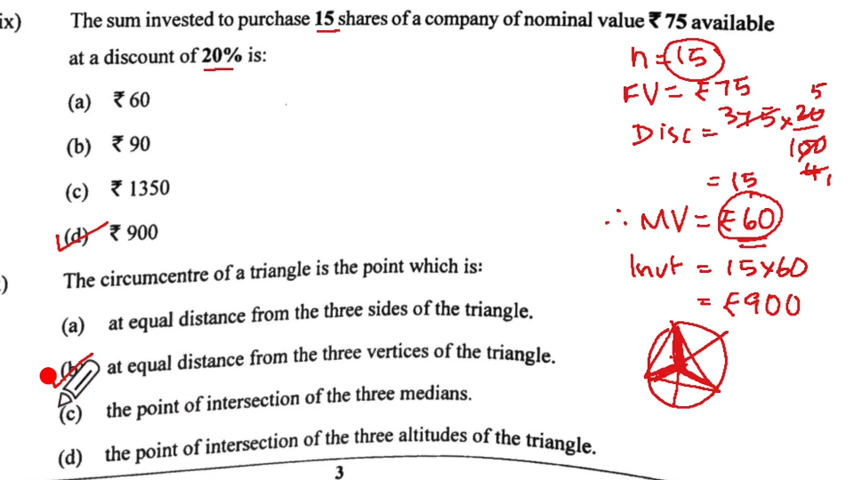 ix) The sum invested to purchase 15 shares of a company of nominal value ₹ 75 available
at a discount of 20% is:
(a) ₹ 60
(b) ₹ 90
(c) ₹ 1350
(d) ₹ 900
) The circumcentre of a triangle is the point which is:
(a) at equal distance from the three sides of the triangle.
(b) at equal distance from the three vertices of the triangle.
(c) the point of intersection of the three medians.
(d) the point of intersection of the three altitudes of the triangle.
3
n = 15
FV = ₹75
Disc = 75 × 20
100
= 15
∴ MV = ₹60
Invt = 15×60
= ₹900